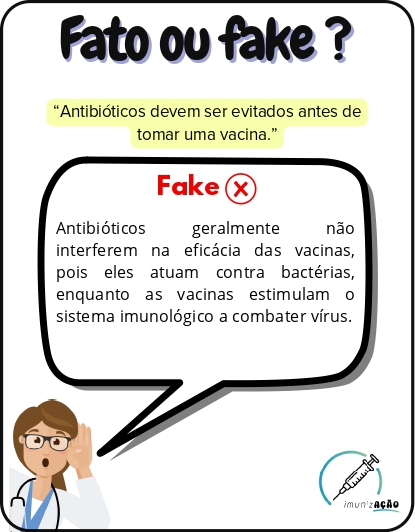 Fato ou fake ?
“Antibióticos devem ser evitados antes de
tomar uma vacina.”
Fake
Antibióticos geralmente não
interferem na eficácia das vacinas,
pois eles atuam contra bactérias,
enquanto as vacinas estimulam o
sistema imunológico a combater vírus.
imunizAÇÃO